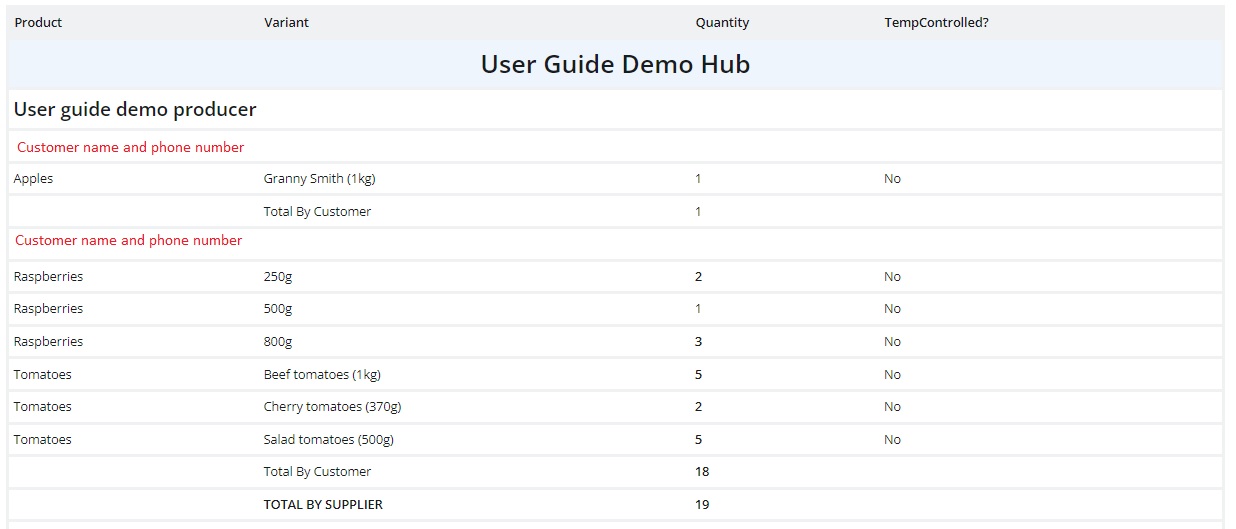 Product Variant Quantity TempControlled?
User Guide Demo Hub
User guide demo producer
Customer name and phone number
Apples Granny Smith (1kg) 1 No
Total By Customer 1
Customer name and phone number
Raspberries 250g 2 No
Raspberries 500g 1 No
Raspberries 800g 3 No
Tomatoes Beef tomatoes (1kg) 5 No
Tomatoes Cherry tomatoes (370g) 2 No
Tomatoes Salad tomatoes (500g) 5 No
Total By Customer 18
TOTAL BY SUPPLIER 19